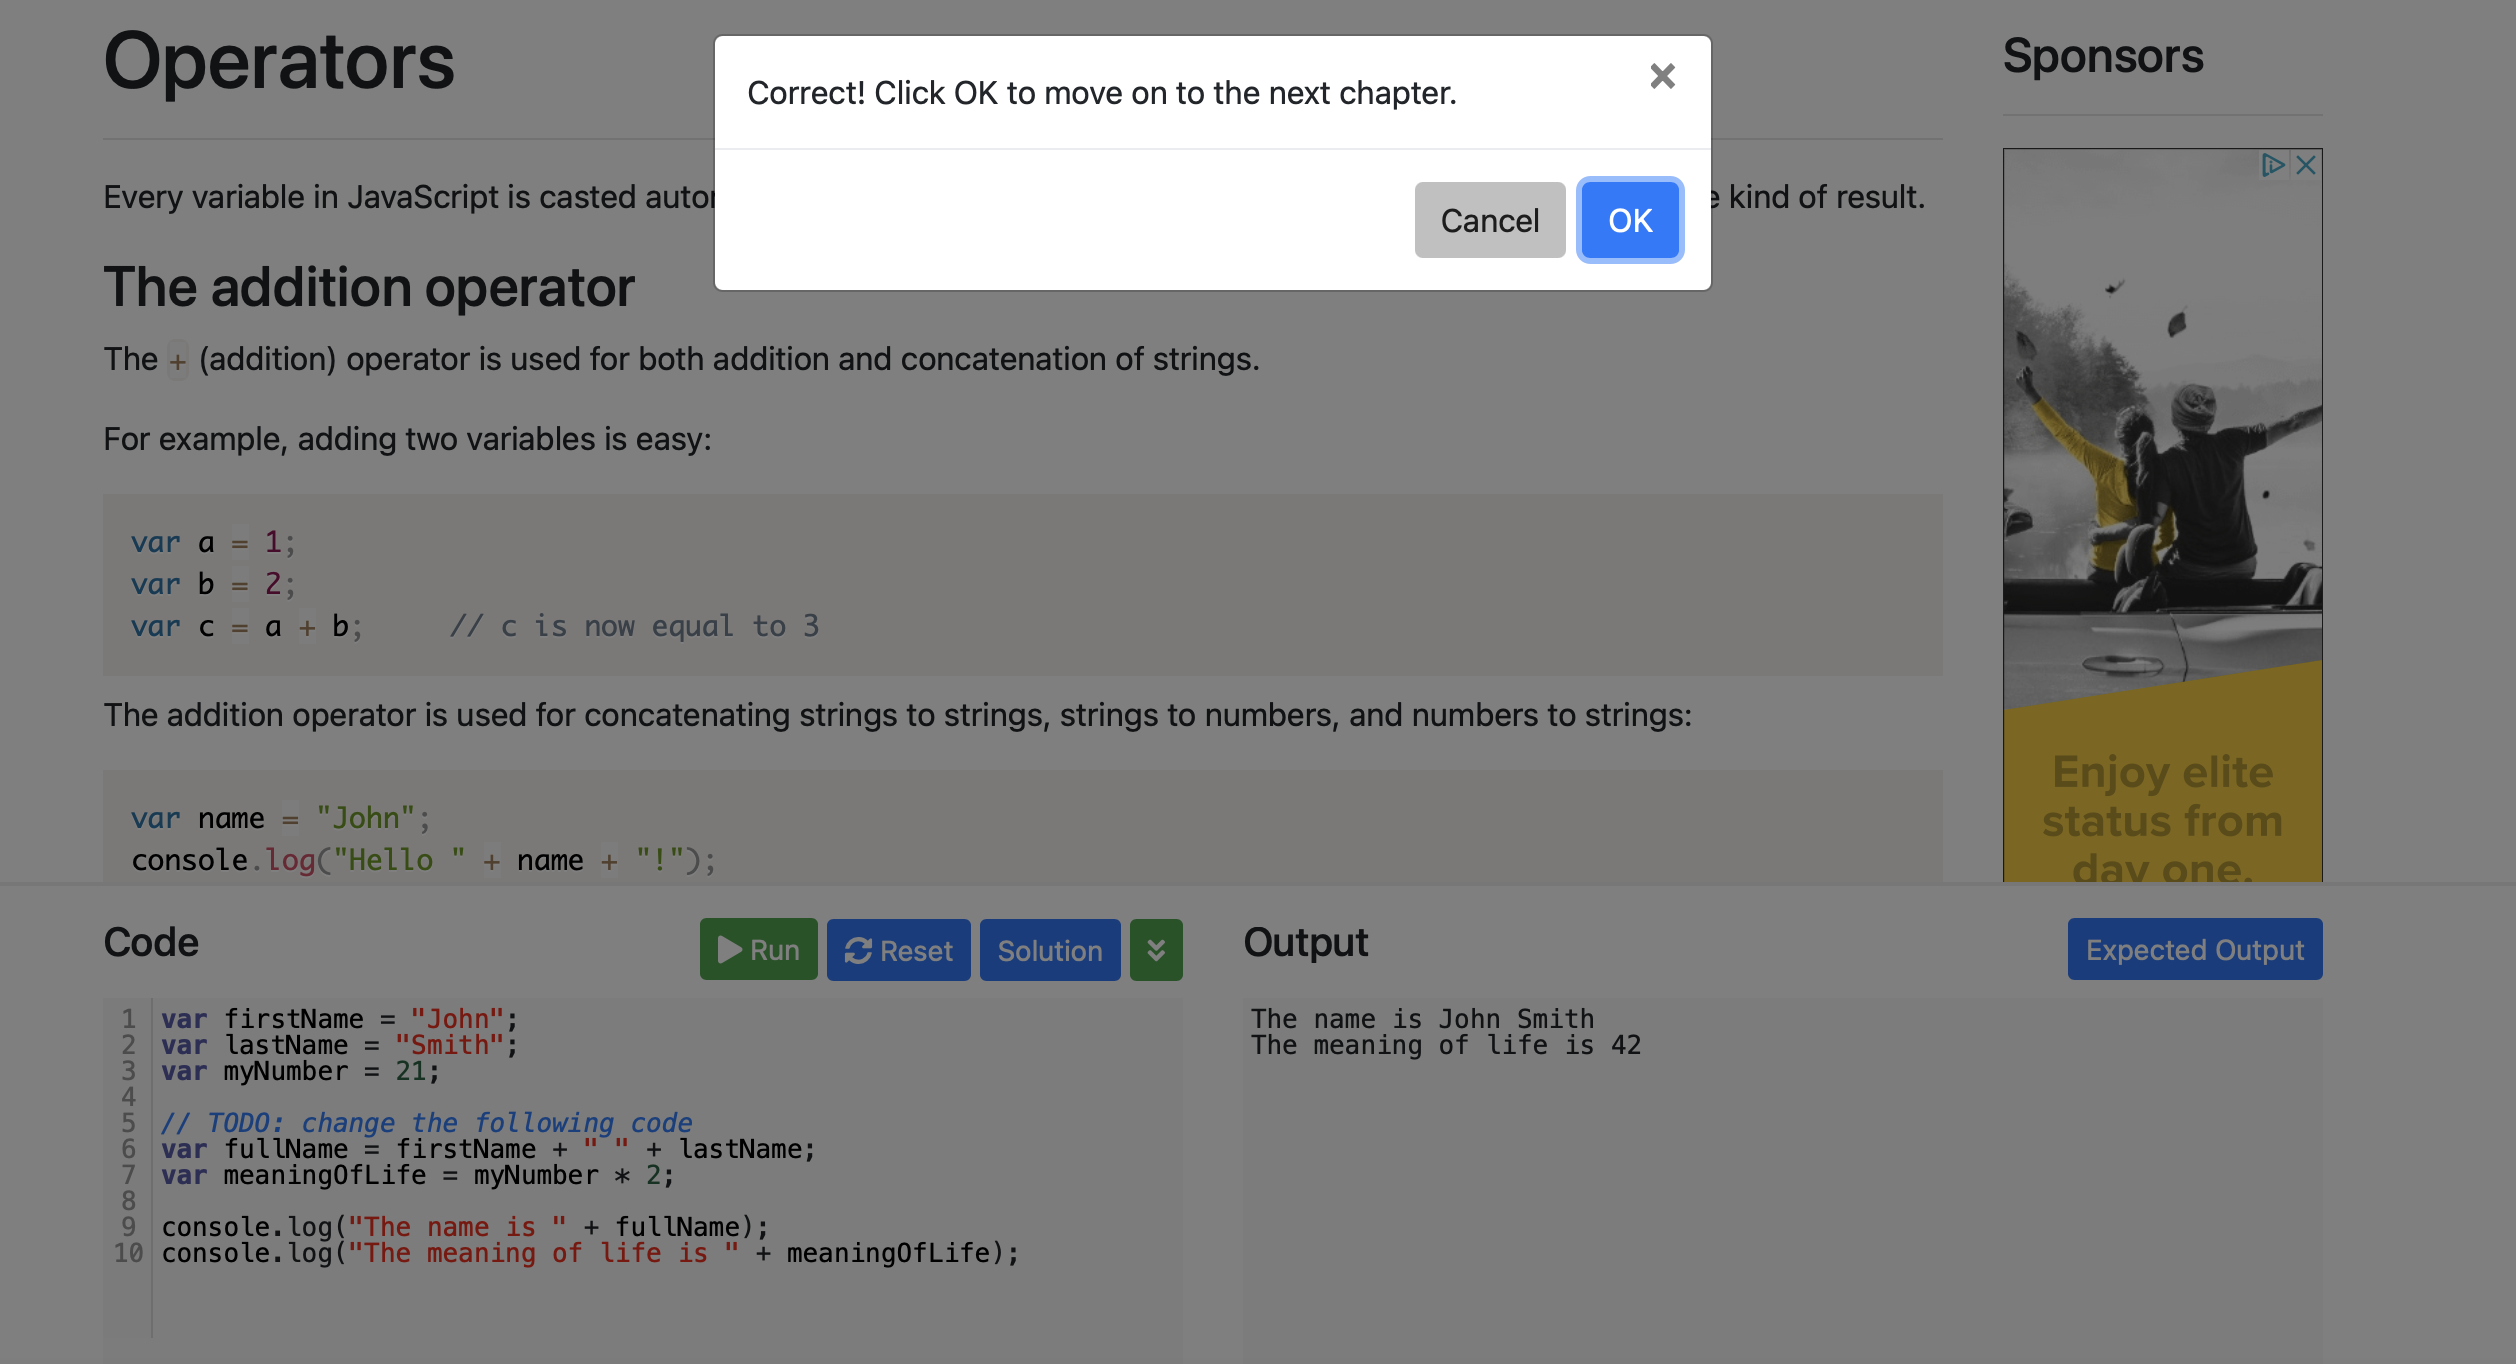 Operators
Correct! Click OK to move on to the next chapter.
×
Cancel
OK
Sponsors
Every variable in JavaScript is casted
kind of result.
The addition operator
The + (addition) operator is used for both addition and concatenation of strings.
For example, adding two variables is easy:
var a = 1;
var b = 2;
var c = a + b;     // c is now equal to 3
The addition operator is used for concatenating strings to strings, strings to numbers, and numbers to strings:
var name = "John";
console.log("Hello " + name + "!");
Enjoy elite
status from
day one.
Code
Run
Reset
Solution
Output
Expected Output
1 var firstName = "John";
2 var lastName = "Smith";
3 var myNumber = 21;
4
5 // TODO: change the following code
6 var fullName = firstName + " " + lastName;
7 var meaningOfLife = myNumber * 2;
8
9 console.log("The name is " + fullName);
10 console.log("The meaning of life is " + meaningOfLife);
The name is John Smith
The meaning of life is 42